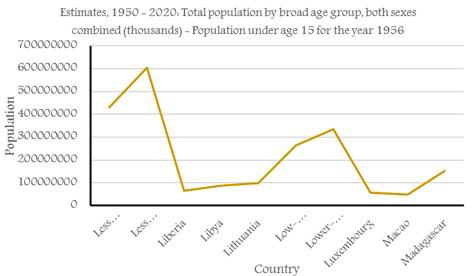 Estimates, 1950 - 2020: Total population by broad age group, both sexes
combined (thousands) - Population under age 15 for the year 1956
700000000
600000000
500000000
400000000
300000000
200000000
100000000
0
Population
Less...
Less...
Liberia
Libya
Lithuania
Low-...
Lower-...
Luxembourg
Macao
Madagascar
Country